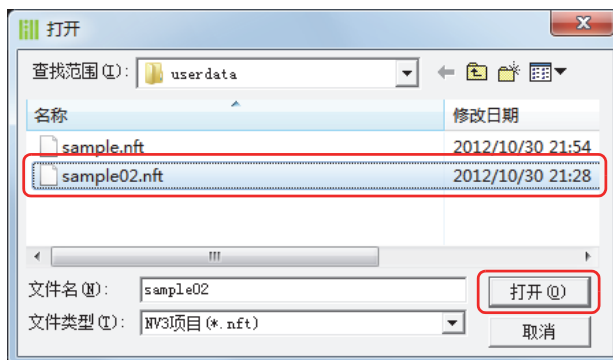 打开
查找范围(I): userdata
名称 修改日期
sample.nft 2012/10/30 21:54
sample02.nft 2012/10/30 21:28
文件名(N): sample02 打开(O)
文件类型(T): NV3项目(*.nft) 取消